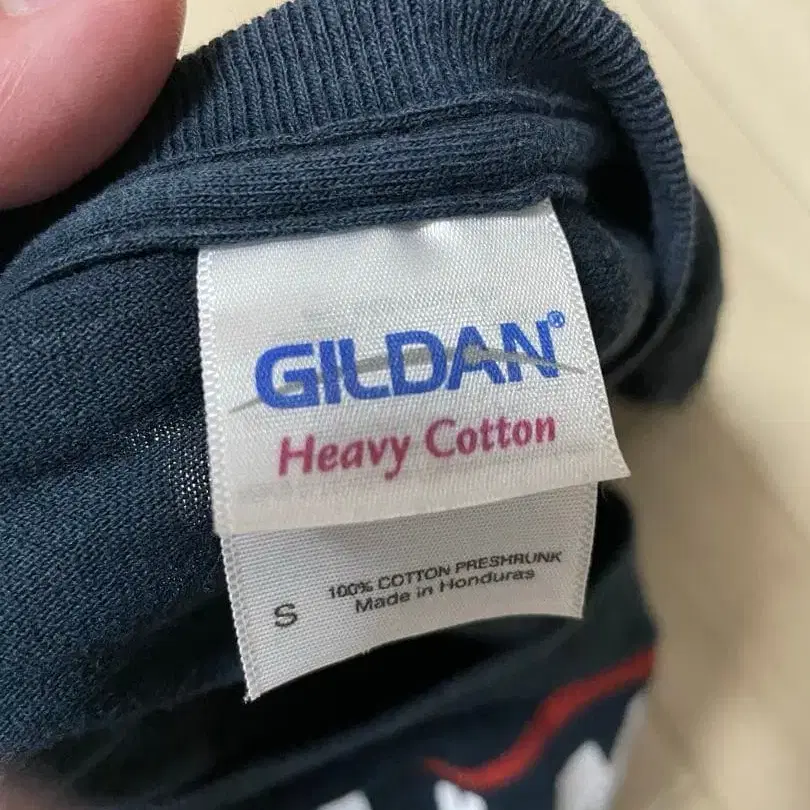 GILDAN®
Heavy Cotton
S
100% COTTON PRESHRUNK
Made in Honduras